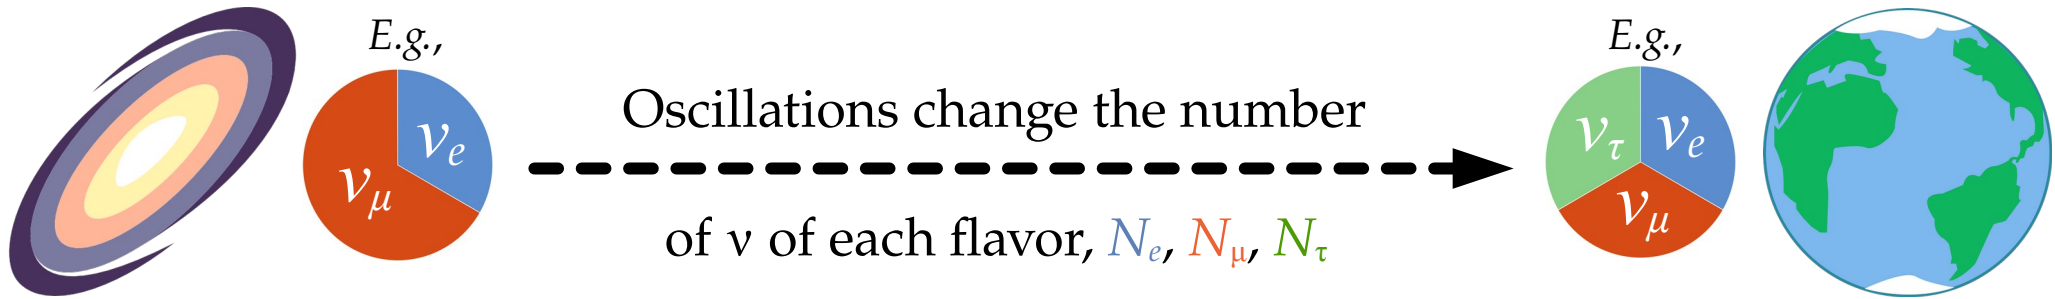 E.g.,
ν_e
ν_μ
Oscillations change the number
of ν of each flavor, N_e, N_μ, N_τ
E.g.,
ν_τ ν_e
ν_μ